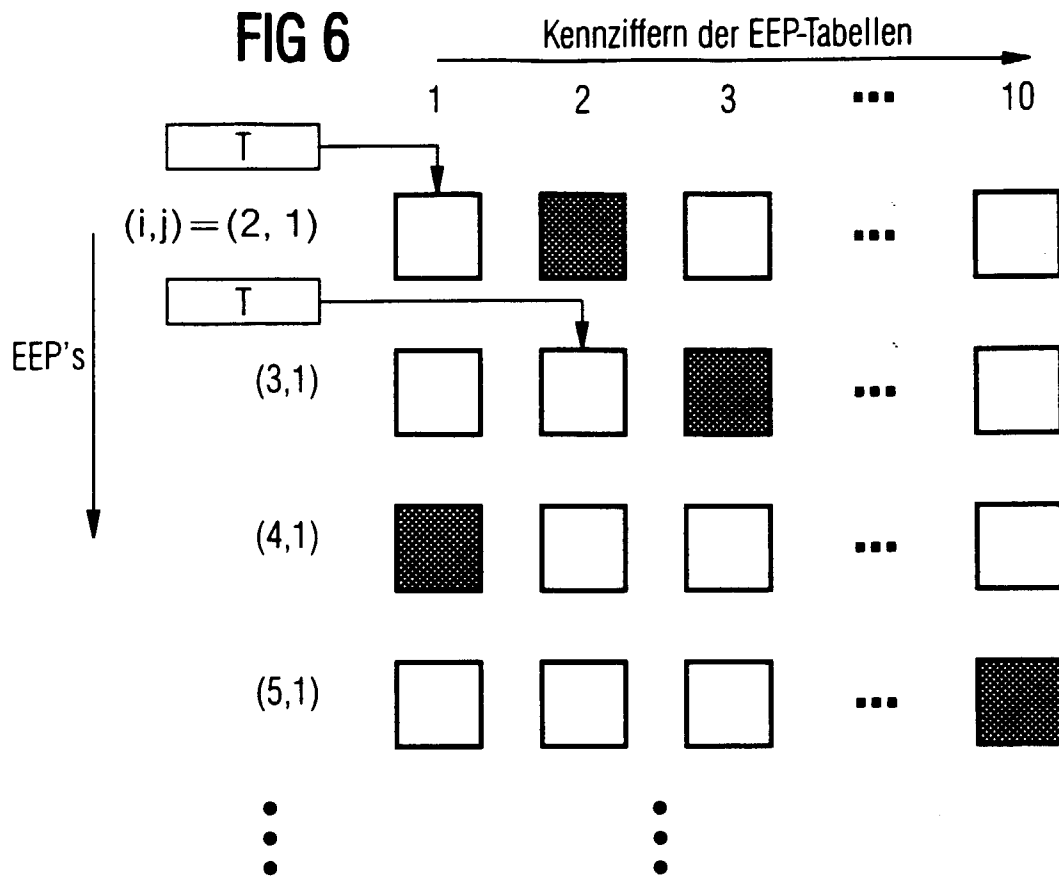 FIG 6
Kennziffern der EEP-Tabellen
1 2 3 ... 10
T
(i,j) = (2, 1) ...
T
EEP's
(3,1) ...
(4,1) ...
(5,1) ...